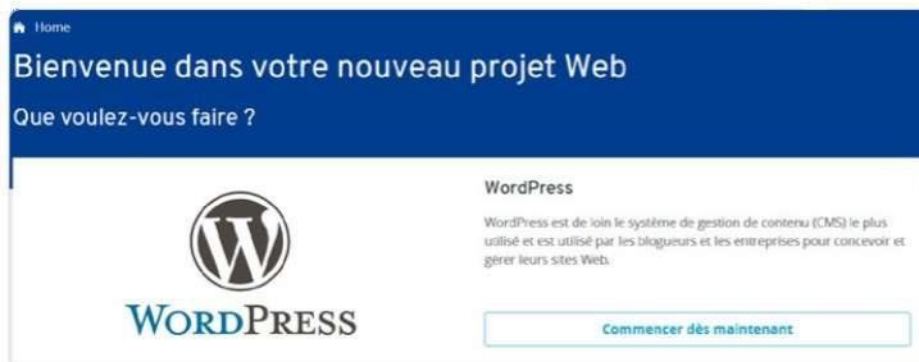 Home
Bienvenue dans votre nouveau projet Web
Que voulez-vous faire ?
WORDPRESS
WordPress
WordPress est de loin le système de gestion de contenu (CMS) le plus
utilisé et est utilisé par les blogueurs et les entreprises pour concevoir et
gérer leurs sites Web.
Commencer dès maintenant